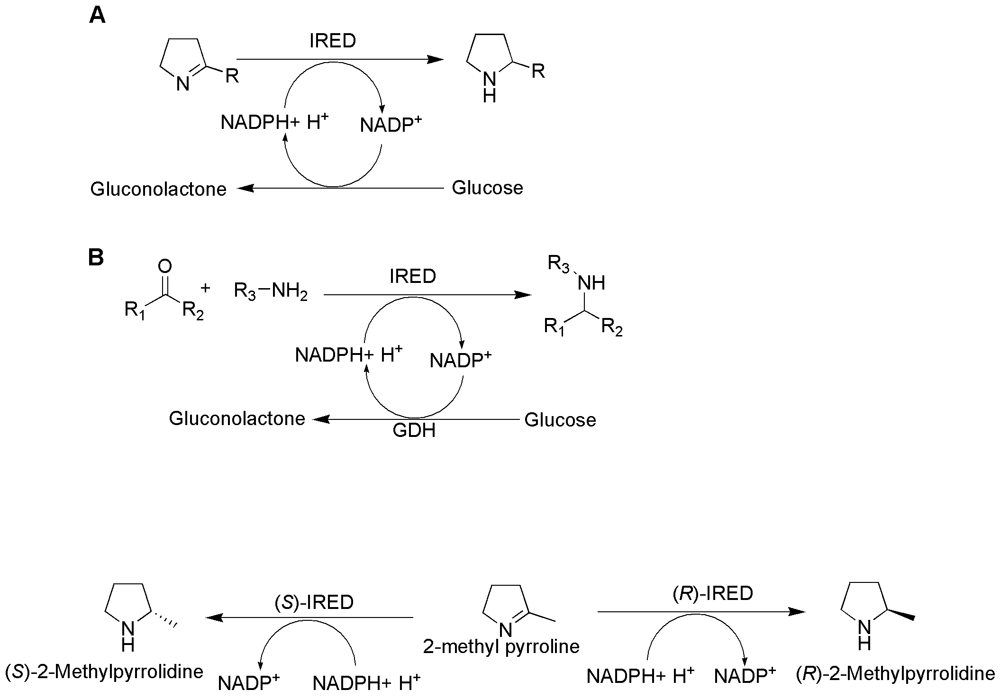 A
IRED
N
R
N
H
R
NADPH+ H+
NADP+
Gluconolactone
Glucose
B
O
R1
R2
+
R3
NH2
IRED
R3
NH
R1
R2
NADPH+ H+
NADP+
Gluconolactone
GDH
Glucose
N
H
(S)-2-Methylpyrrolidine
(S)-IRED
NADP+
NADPH+ H+
N
2-methyl pyrroline
(R)-IRED
NADPH+ H+
NADP+
N
H
(R)-2-Methylpyrrolidine